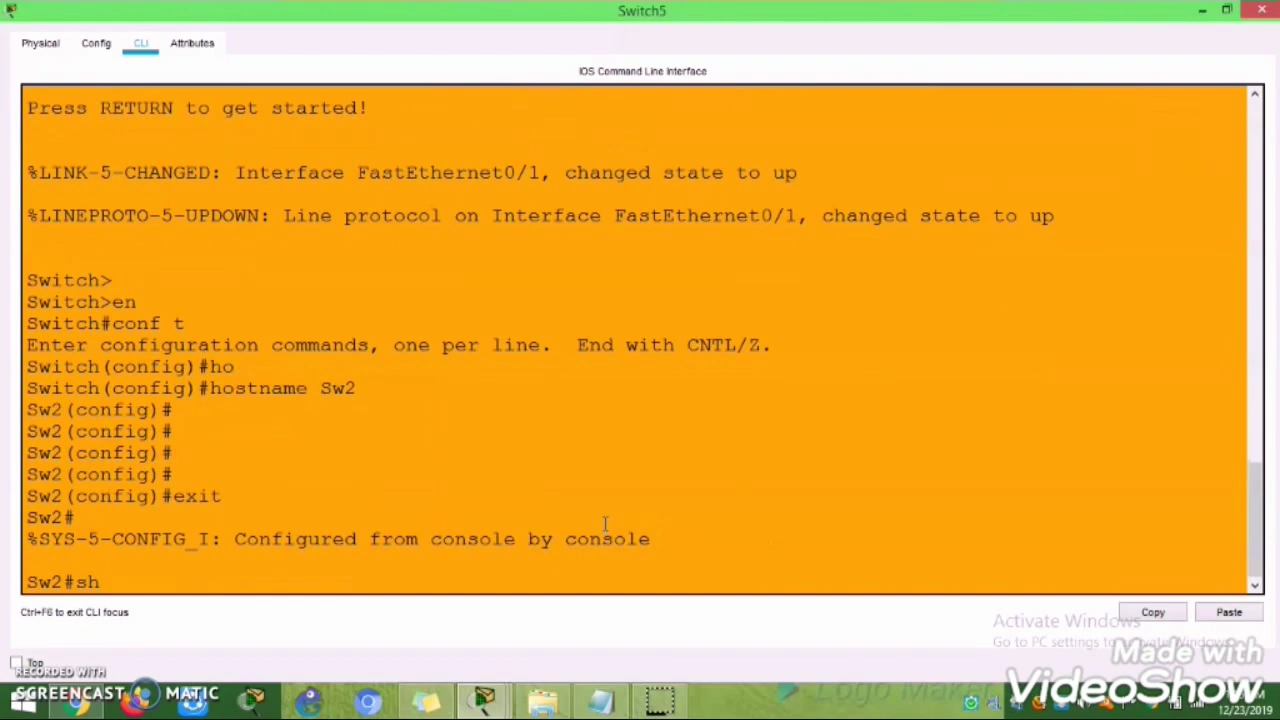 Switch5
Physical Config CLI Attributes
IOS Command Line Interface
Press RETURN to get started!
%LINK-5-CHANGED: Interface FastEthernet0/1, changed state to up
%LINEPROTO-5-UPDOWN: Line protocol on Interface FastEthernet0/1, changed state to up
Switch>
Switch>en
Switch#conf t
Enter configuration commands, one per line.  End with CNTL/Z.
Switch(config)#ho
Switch(config)#hostname Sw2
Sw2(config)#
Sw2(config)#
Sw2(config)#
Sw2(config)#
Sw2(config)#exit
Sw2#
%SYS-5-CONFIG_I: Configured from console by console
Sw2#sh
Ctrl+F6 to exit CLI focus
Copy Paste
Activate Windows
Go to PC settings to Activate Windows.
Top
Made with
VideoShow
RECORDED WITH
SCREENCAST MATIC
Logo Maker
12/23/2019